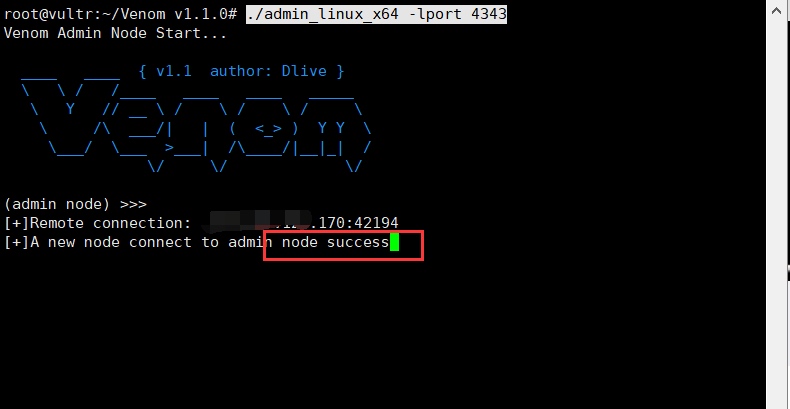 root@vultr:~/Venom v1.1.0# ./admin_linux_x64 -lport 4343
Venom Admin Node Start...
{ v1.1 author: Dlive }
(admin node) >>>
[+]Remote connection: .170:42194
[+]A new node connect to admin node success